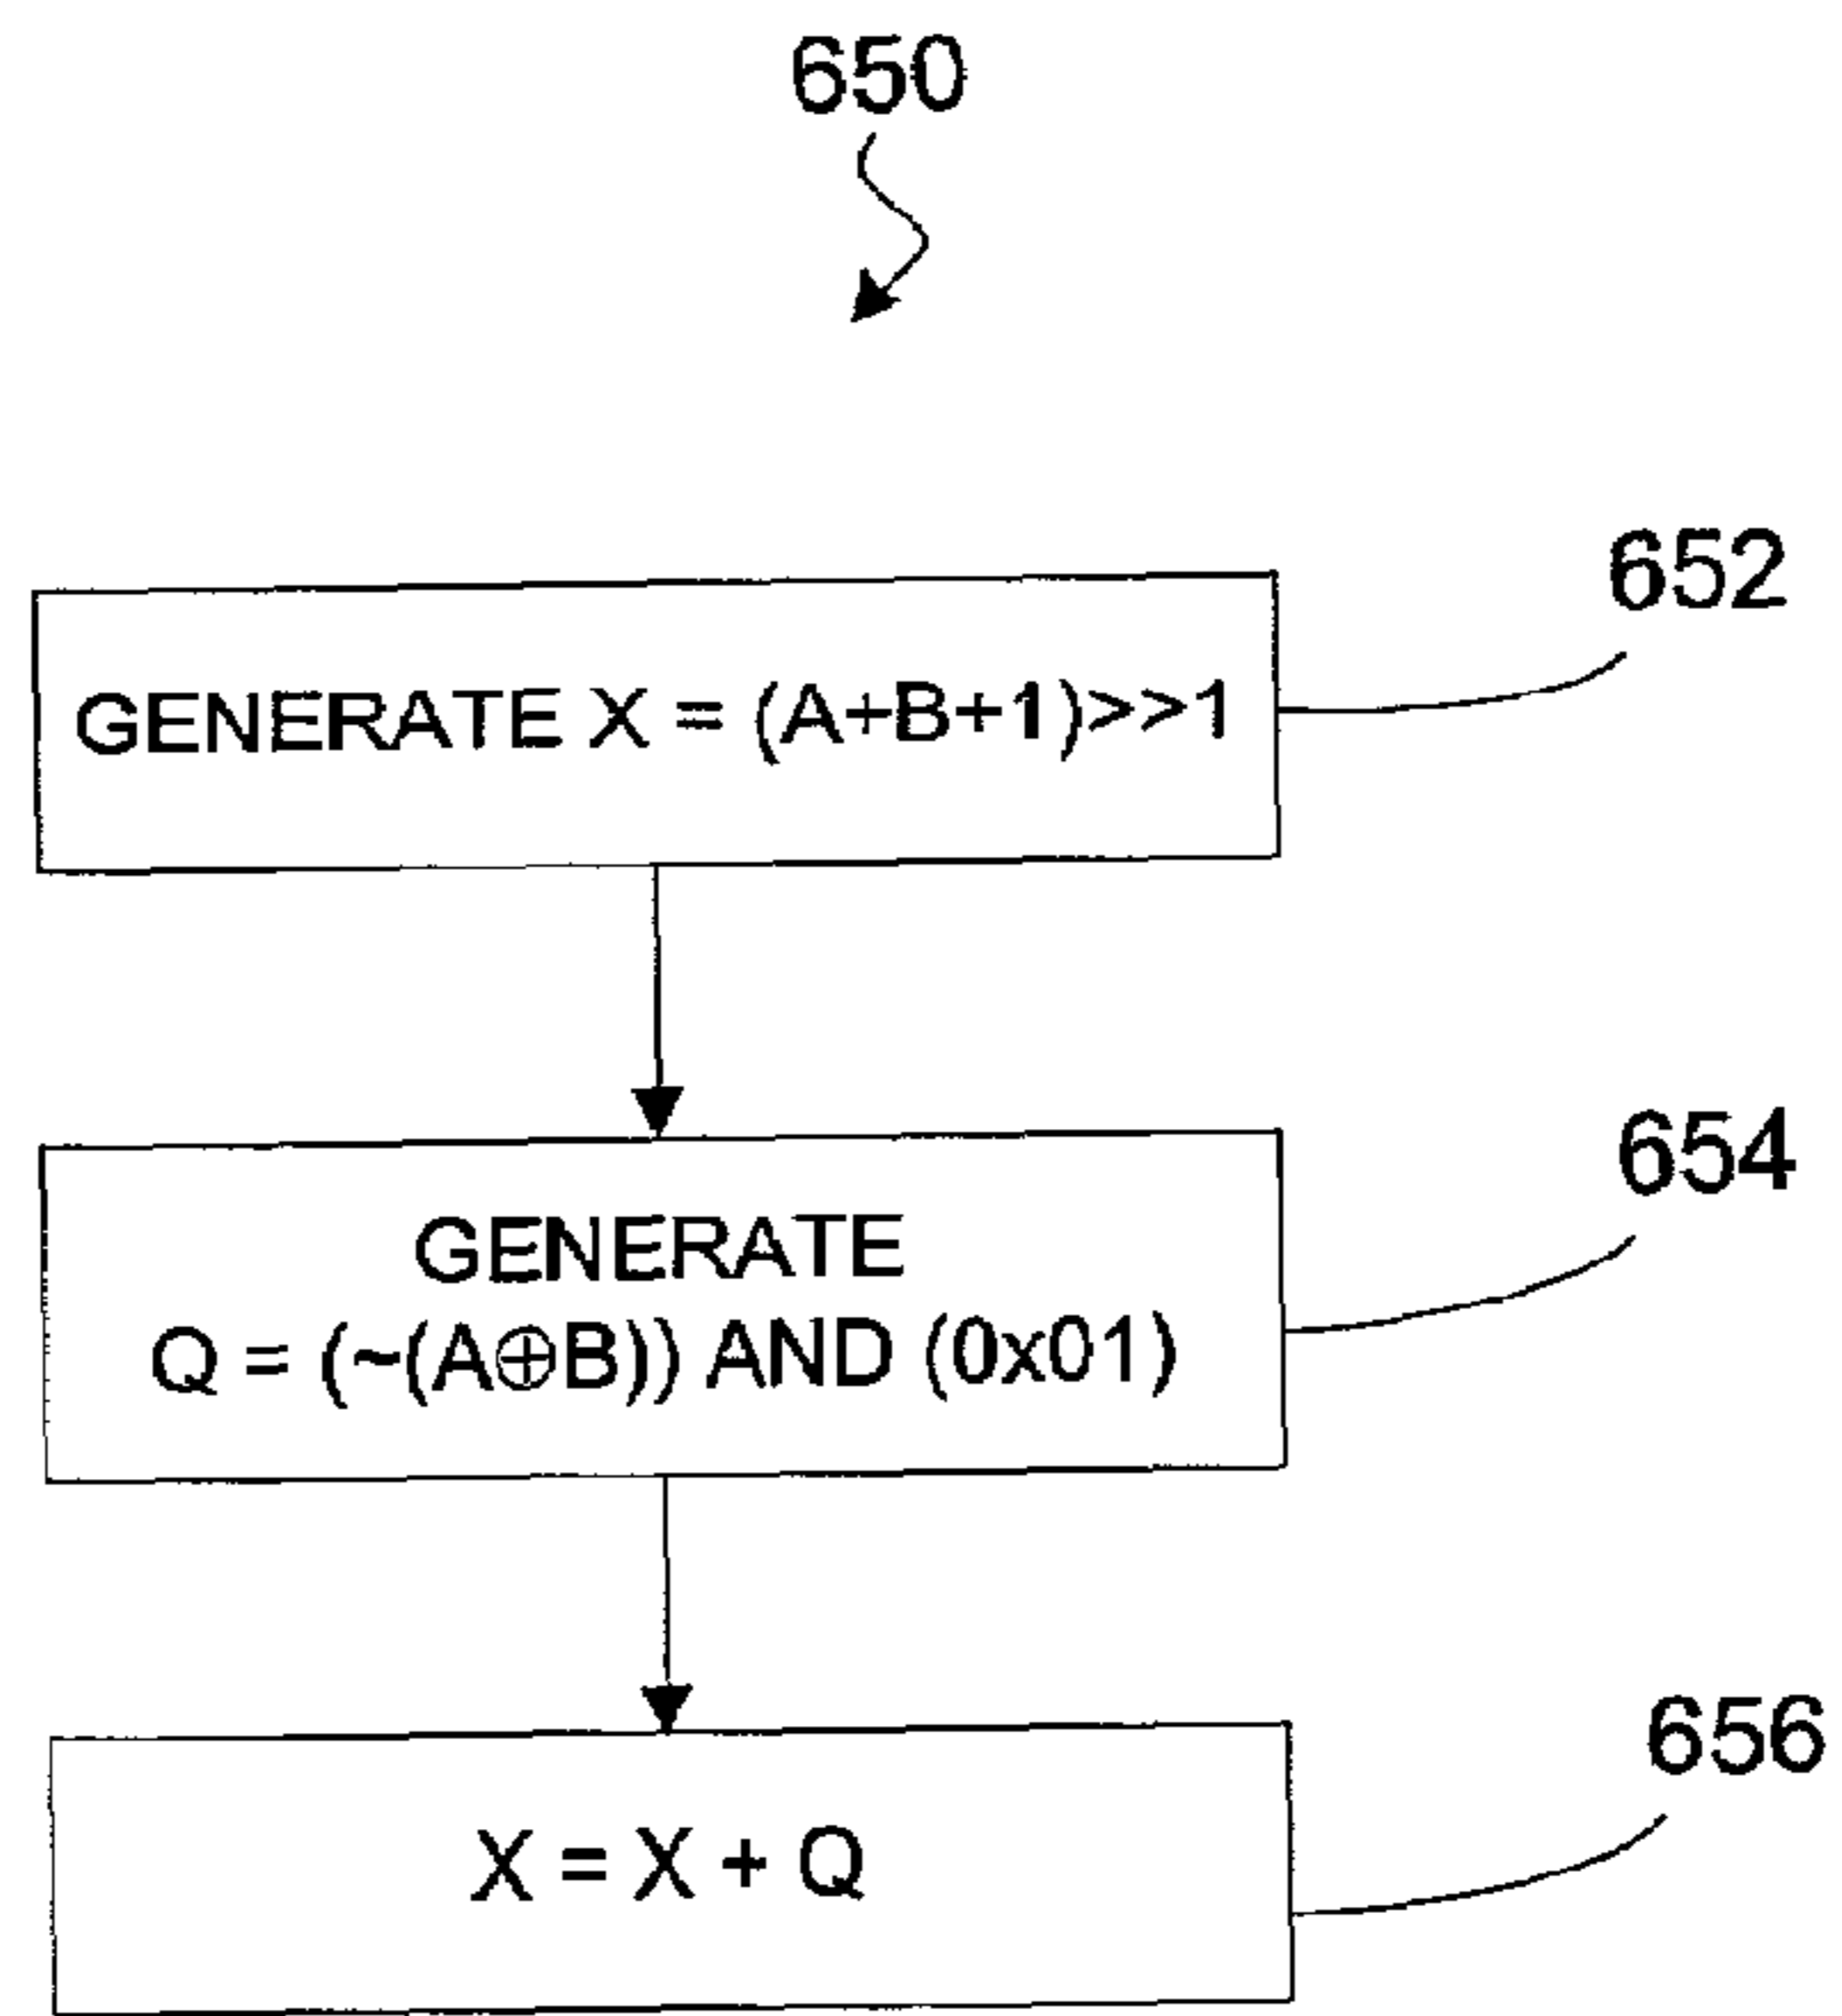 650
652
GENERATE X = (A+B+1)>>1
654
GENERATE
Q = (~(A⊕B)) AND (0x01)
656
X = X + Q